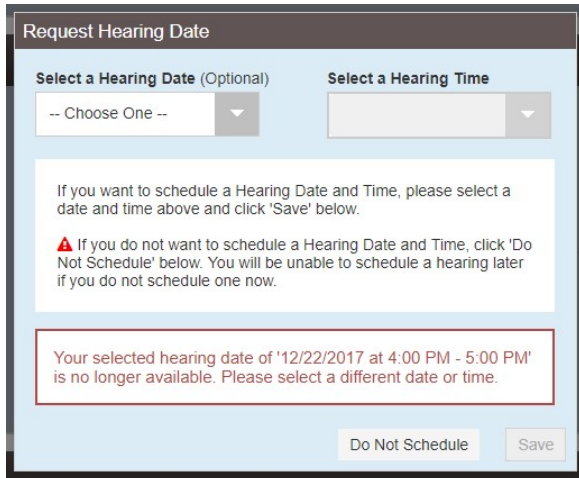 Request Hearing Date
Select a Hearing Date (Optional)
Select a Hearing Time
-- Choose One --
If you want to schedule a Hearing Date and Time, please select a
date and time above and click 'Save' below.
If you do not want to schedule a Hearing Date and Time, click 'Do
Not Schedule' below. You will be unable to schedule a hearing later
if you do not schedule one now.
Your selected hearing date of '12/22/2017 at 4:00 PM - 5:00 PM'
is no longer available. Please select a different date or time.
Do Not Schedule
Save